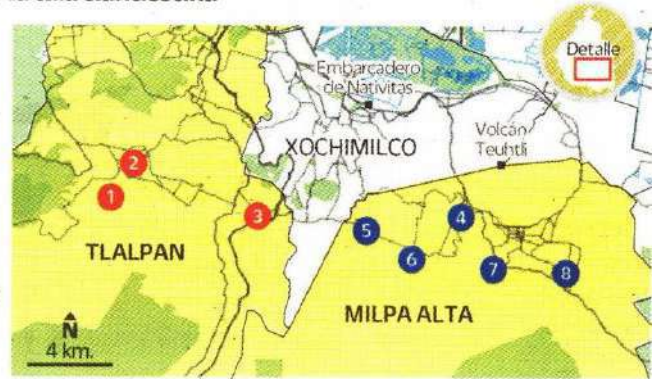 Detalle
Embarcadero
de Nativitas
XOCHIMILCO
Volcán
Teuhtli
2
1
3
4
5
6
7
8
TLALPAN
MILPA ALTA
N
4 km.